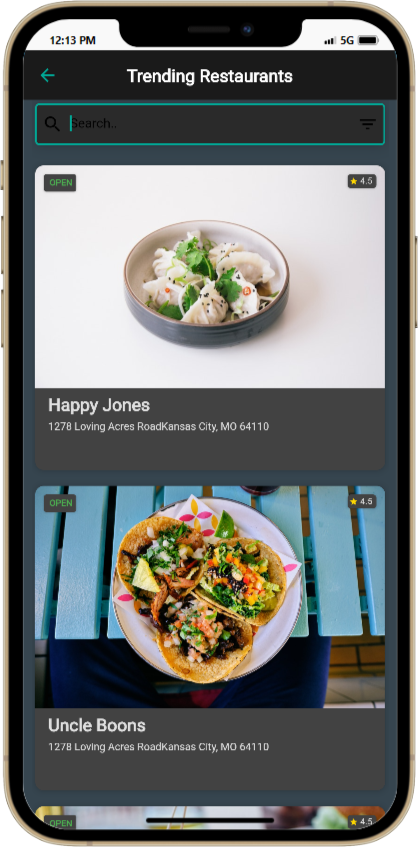 12:13 PM 5G
Trending Restaurants
Search..
OPEN 4.5
Happy Jones
1278 Loving Acres RoadKansas City, MO 64110
OPEN 4.5
Uncle Boons
1278 Loving Acres RoadKansas City, MO 64110
OPEN 4.5